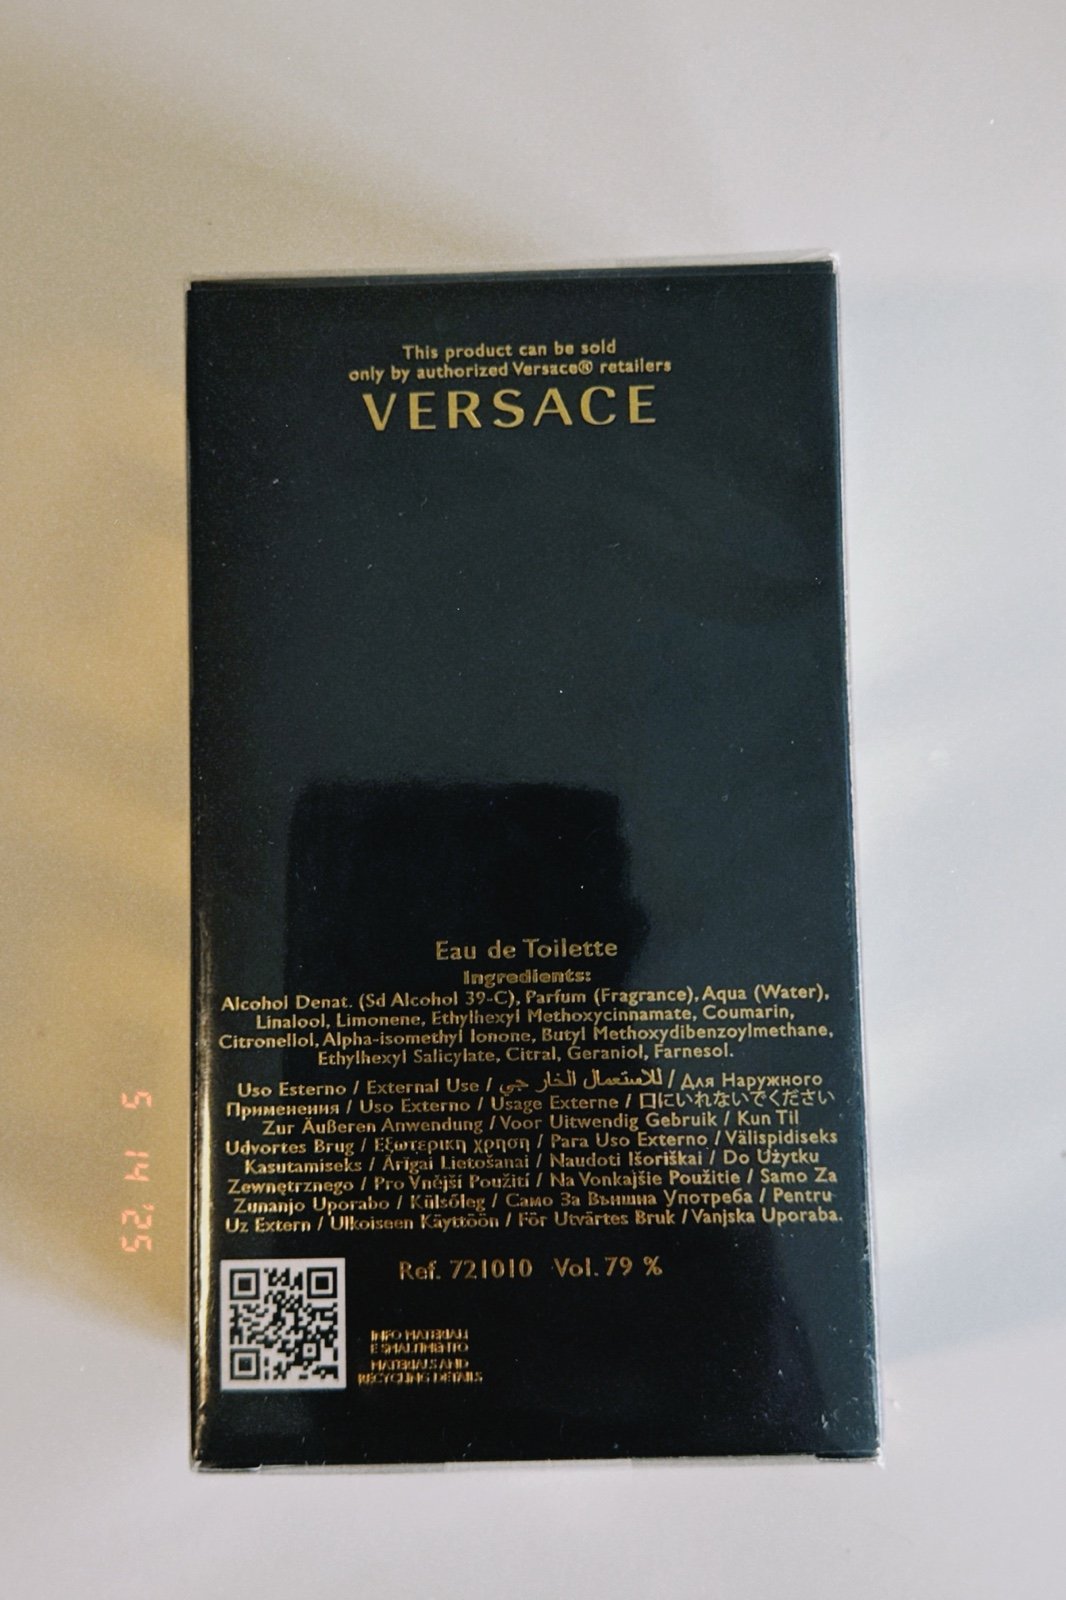 This product can be sold
only by authorized Versace® retailers
VERSACE
Eau de Toilette
Ingredients:
Alcohol Denat. (Sd Alcohol 39-C), Parfum (Fragrance), Aqua (Water),
Linalool, Limonene, Ethylhexyl Methoxycinnamate, Coumarin,
Citronellol, Alpha-isomethyl Ionone, Butyl Methoxydibenzoylmethane,
Ethylhexyl Salicylate, Citral, Geraniol, Farnesol.
Uso Esterno / External Use / للاستعمال الخارجي / Для Наружного
Применения / Uso Externo / Usage Externe / 口にいれないでください
Zur Äußeren Anwendung / Voor Uitwendig Gebruik / Kun Til
Udvortes Brug / Εξωτερικη χρηση / Para Uso Externo / Välispidiseks
Kasutamiseks / Ārīgai Lietošanai / Naudoti Išoriškai / Do Użytku
Zewnętrznego / Pro Vnější Použití / Na Vonkajšie Použitie / Samo Za
Zunanjo Uporabo / Külsőleg / Само За Външна Употреба / Pentru
Uz Extern / Ulkoiseen Käyttöön / För Utvärtes Bruk / Vanjska Uporaba.
Ref. 721010 Vol. 79 %
INFO MATERIALI
E SMALTIMENTO
MATERIALS AND
RECYCLING DETAILS
5 14 '25